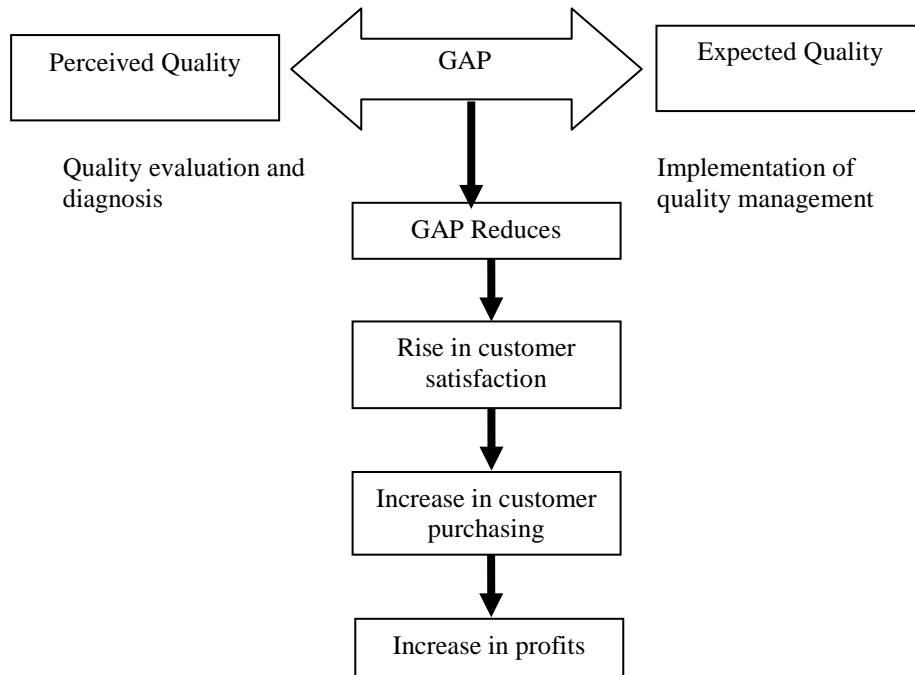 Perceived Quality
GAP
Expected Quality
Quality evaluation and
diagnosis
Implementation of
quality management
GAP Reduces
Rise in customer
satisfaction
Increase in customer
purchasing
Increase in profits